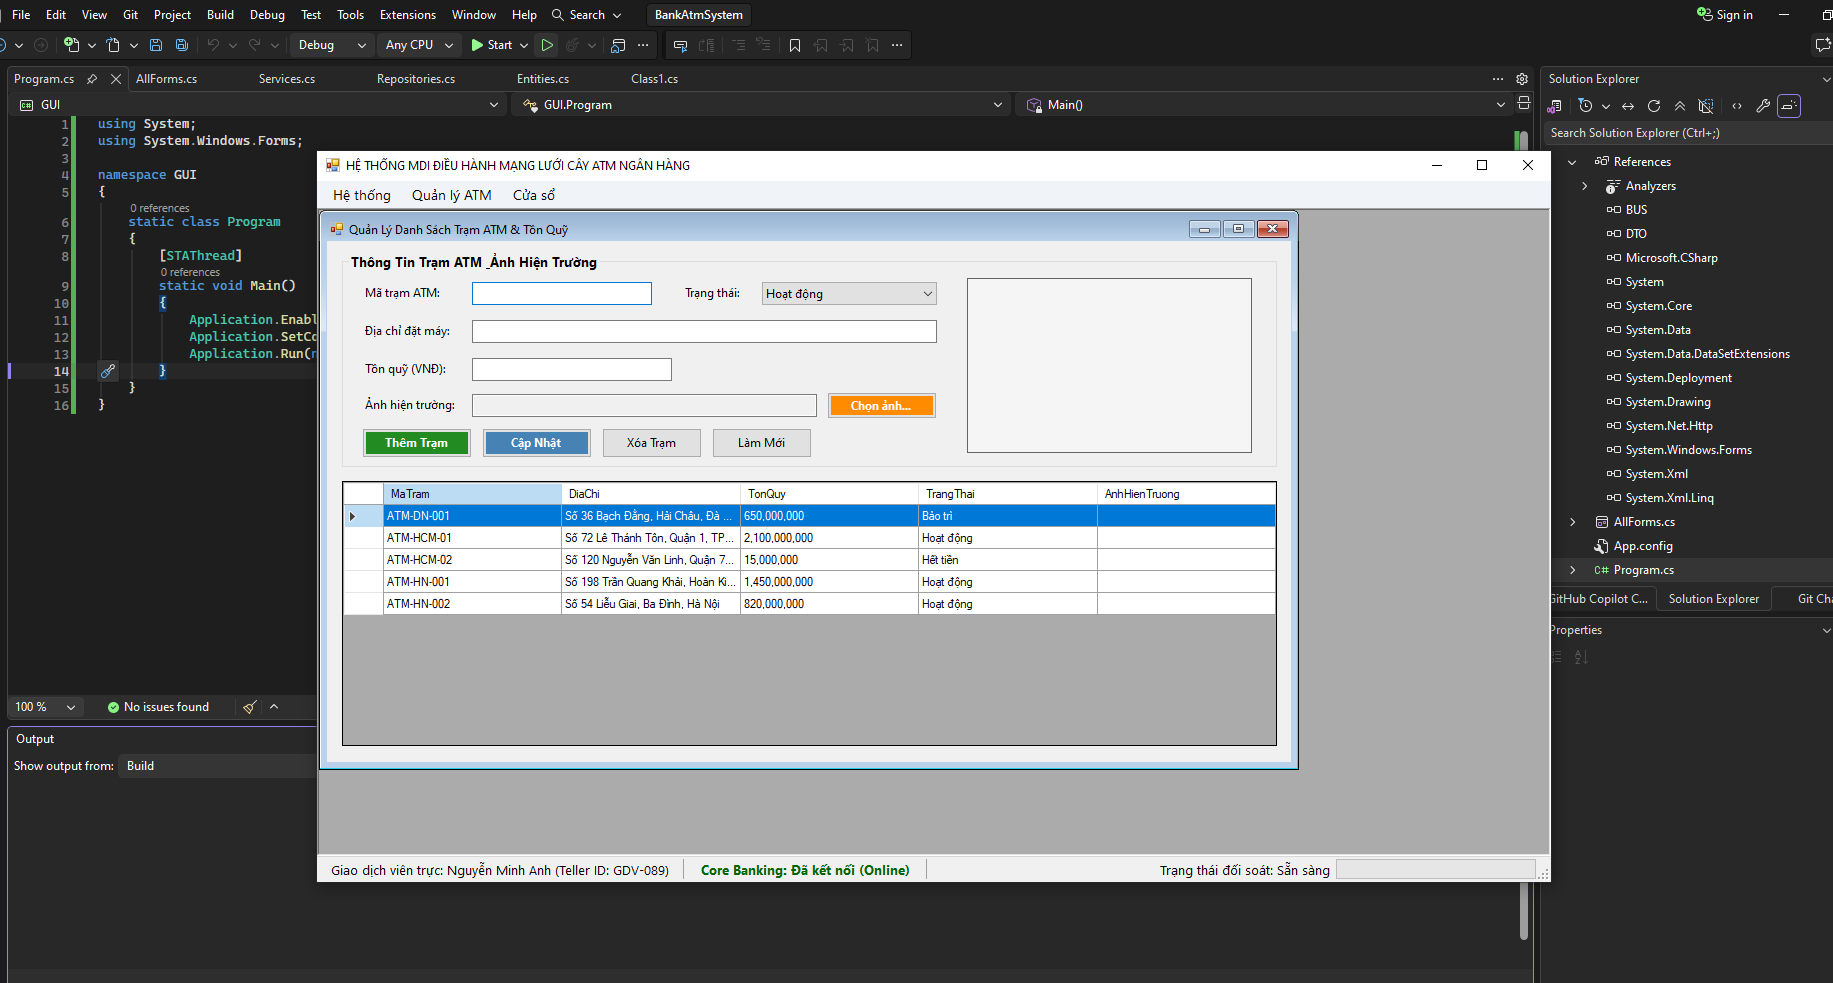 File Edit View Git Project Build Debug Test Tools Extensions Window Help Search BankAtmSystem Sign in
Debug Any CPU Start
Program.cs AllForms.cs Services.cs Repositories.cs Entities.cs Class1.cs
GUI GUI.Program Main()
1 using System;
2 using System.Windows.Forms;
3
4 namespace GUI
5 {
0 references
6 static class Program
7 {
8 [STAThread]
0 references
9 static void Main()
10 {
11 Application.Enabl
12 Application.SetCo
13 Application.Run(n
14 }
15 }
16 }
100 % No issues found
Output
Show output from: Build
HỆ THỐNG MDI ĐIỀU HÀNH MẠNG LƯỚI CÂY ATM NGÂN HÀNG
Hệ thống Quản lý ATM Cửa sổ
Quản Lý Danh Sách Trạm ATM & Tồn Quỹ
Thông Tin Trạm ATM _Ảnh Hiện Trường
Mã trạm ATM: Trạng thái: Hoạt động
Địa chỉ đặt máy:
Tồn quỹ (VNĐ):
Ảnh hiện trường: Chọn ảnh...
Thêm Trạm Cập Nhật Xóa Trạm Làm Mới
MaTram DiaChi TonQuy TrangThai AnhHienTruong
ATM-DN-001 Số 36 Bạch Đằng, Hải Châu, Đà ... 650,000,000 Bảo trì
ATM-HCM-01 Số 72 Lê Thánh Tôn, Quận 1, TP... 2,100,000,000 Hoạt động
ATM-HCM-02 Số 120 Nguyễn Văn Linh, Quận 7... 15,000,000 Hết tiền
ATM-HN-001 Số 198 Trần Quang Khải, Hoàn Ki... 1,450,000,000 Hoạt động
ATM-HN-002 Số 54 Liễu Giai, Ba Đình, Hà Nội 820,000,000 Hoạt động
Giao dịch viên trực: Nguyễn Minh Anh (Teller ID: GDV-089) Core Banking: Đã kết nối (Online) Trạng thái đối soát: Sẵn sàng
Solution Explorer
Search Solution Explorer (Ctrl+;)
References
Analyzers
BUS
DTO
Microsoft.CSharp
System
System.Core
System.Data
System.Data.DataSetExtensions
System.Deployment
System.Drawing
System.Net.Http
System.Windows.Forms
System.Xml
System.Xml.Linq
AllForms.cs
App.config
C# Program.cs
GitHub Copilot C... Solution Explorer Git Cha
Properties